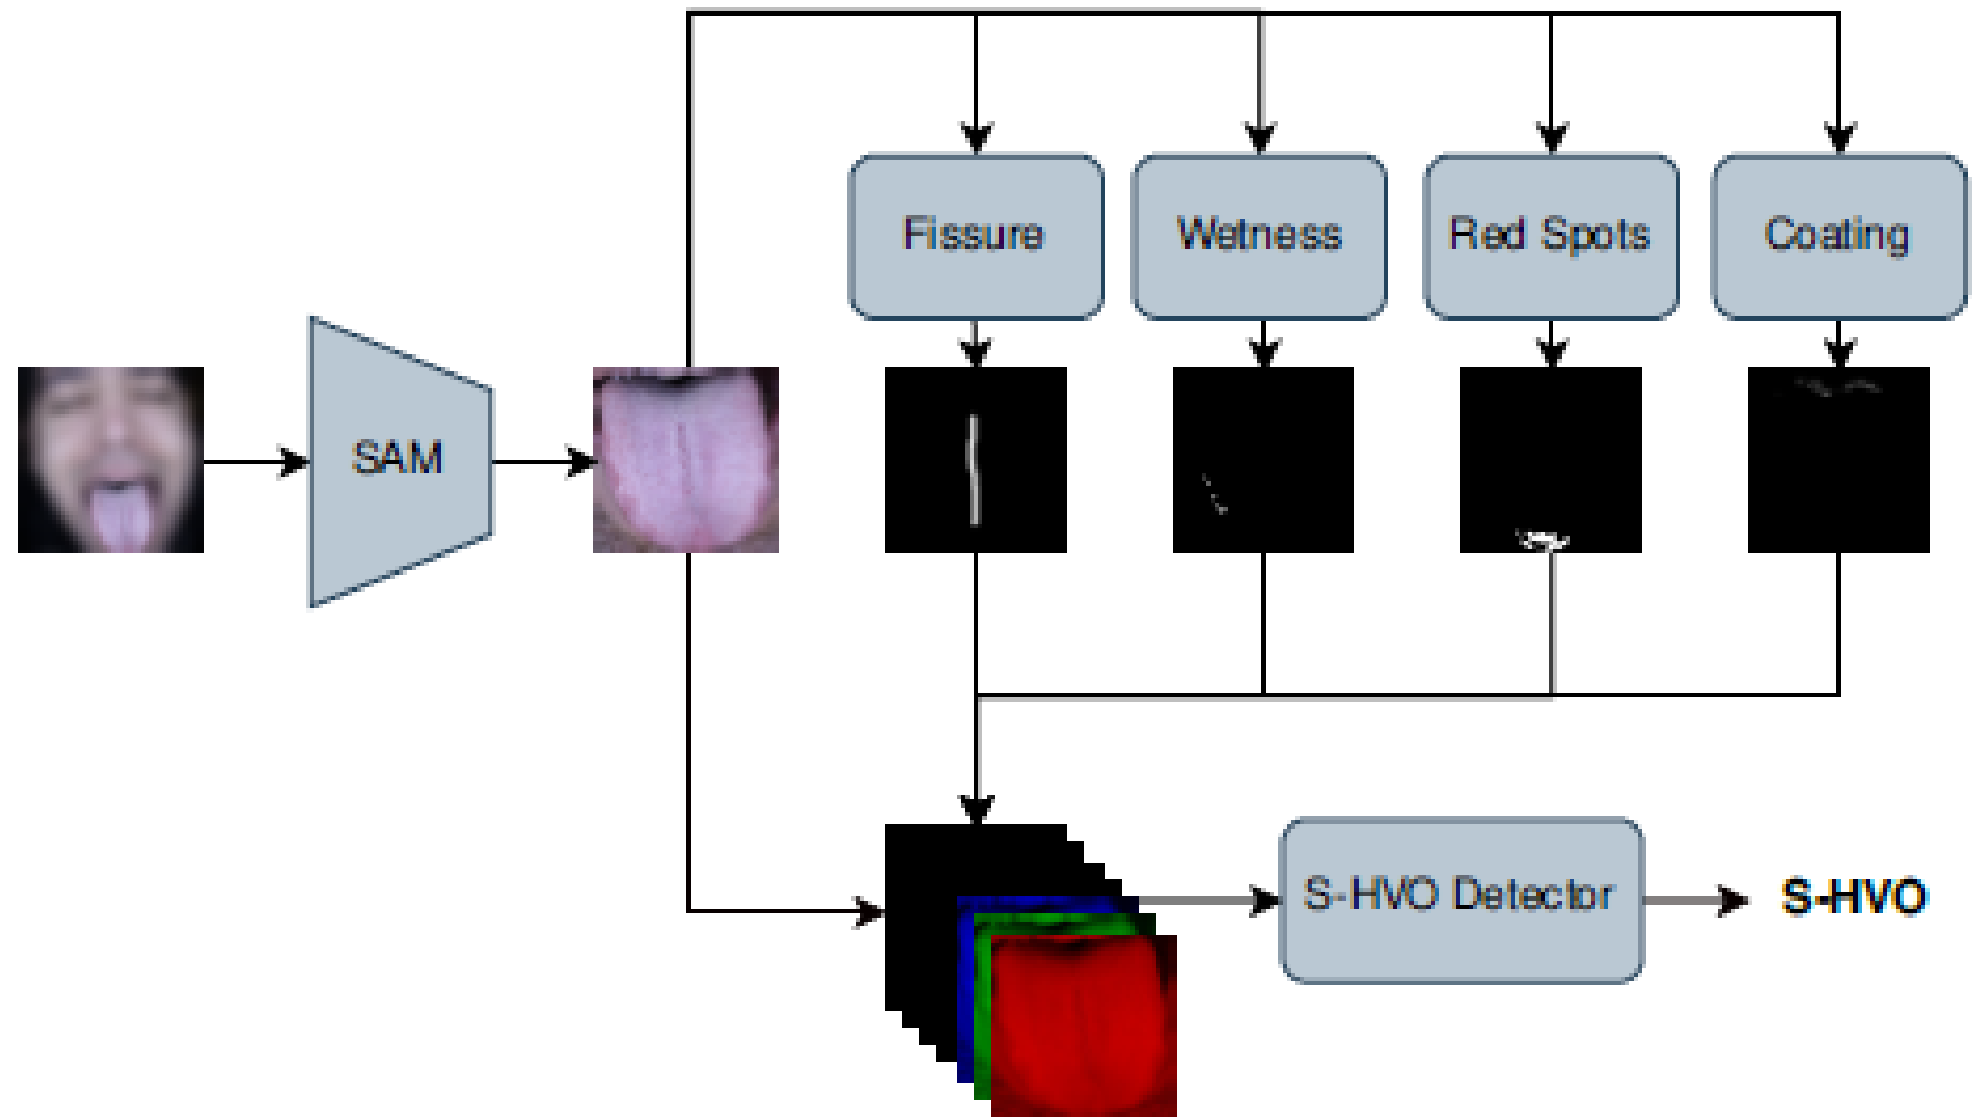 Fissure
Wetness
Red Spots
Coating
SAM
S-HVO Detector
S-HVO